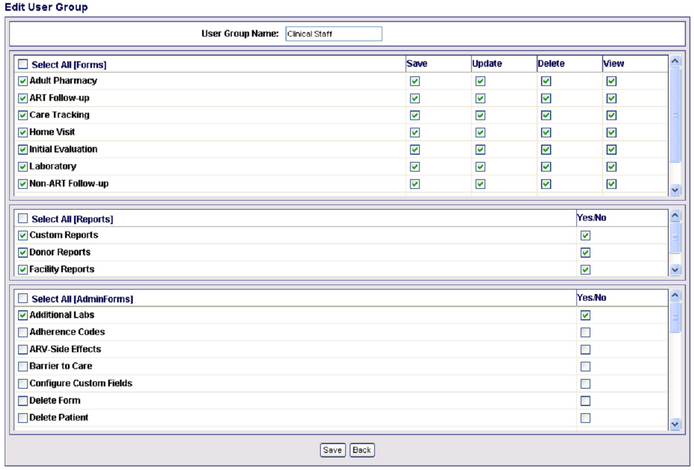 Edit User Group
User Group Name: Clinical Staff
Select All [Forms] Save Update Delete View
Adult Pharmacy
ART Follow-up
Care Tracking
Home Visit
Initial Evaluation
Laboratory
Non-ART Follow-up
Select All [Reports] Yes/No
Custom Reports
Donor Reports
Facility Reports
Select All [AdminForms] Yes/No
Additional Labs
Adherence Codes
ARV-Side Effects
Barrier to Care
Configure Custom Fields
Delete Form
Delete Patient
Save Back